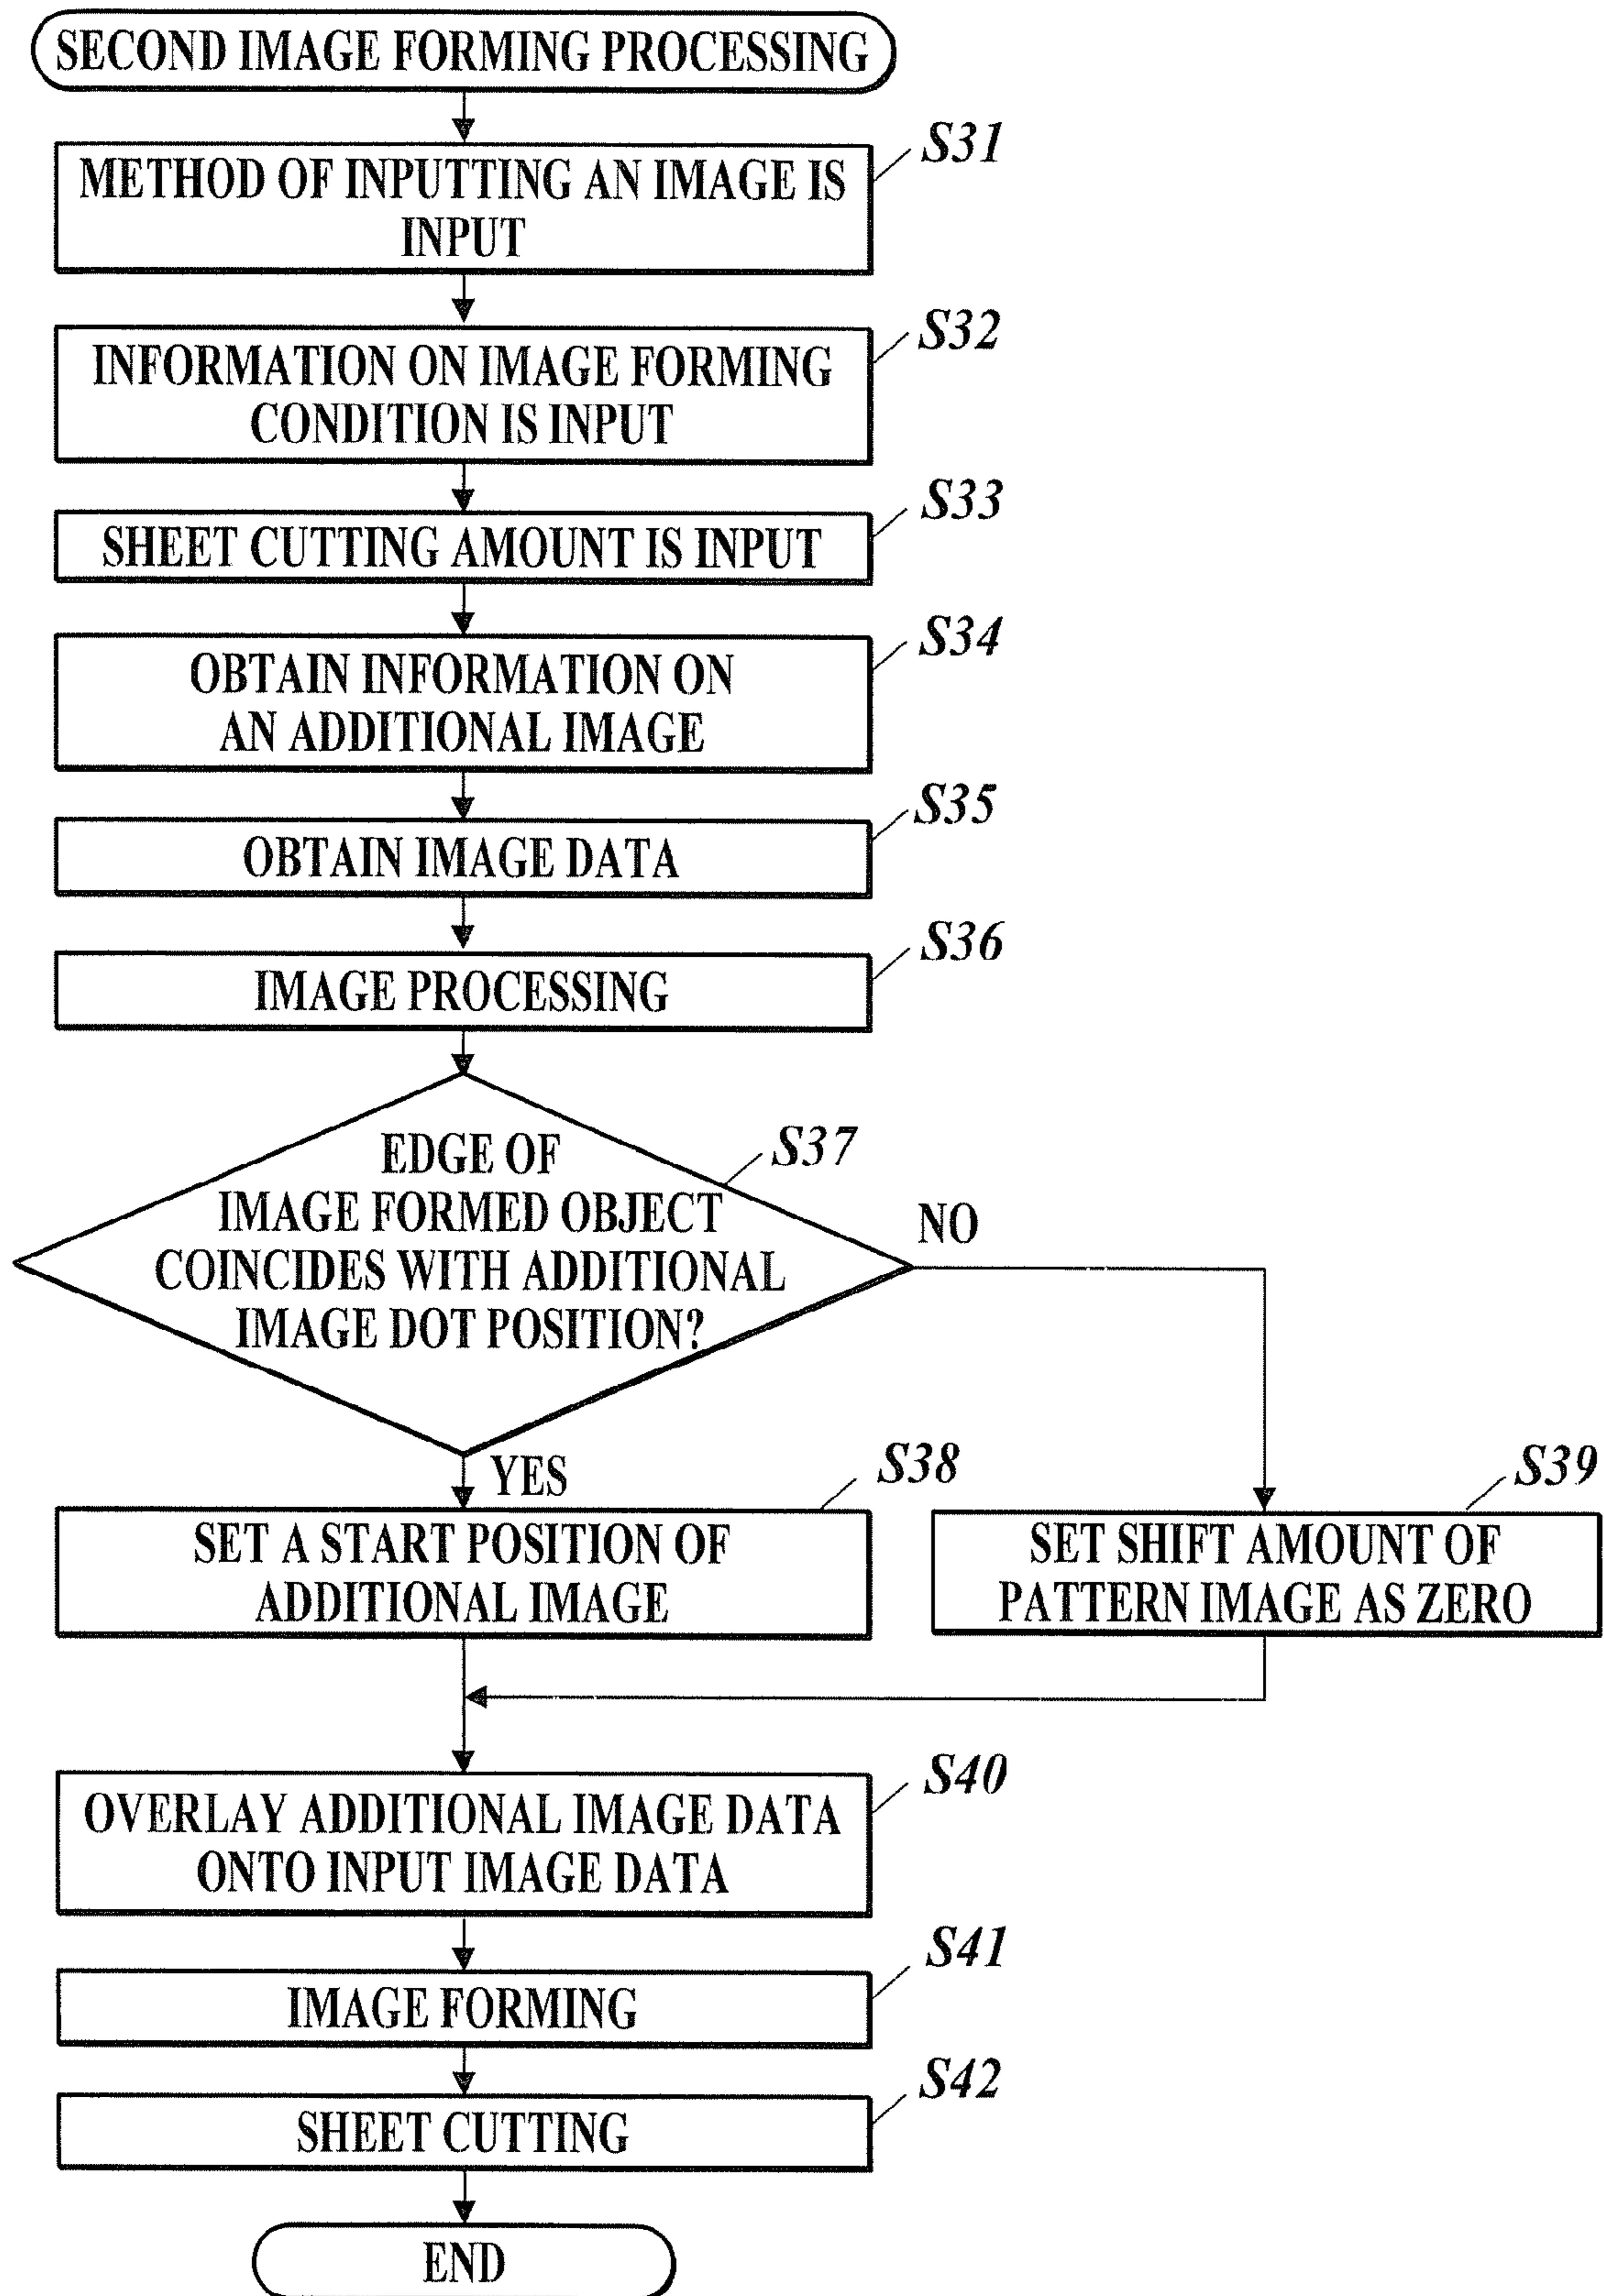 SECOND IMAGE FORMING PROCESSING
S31
METHOD OF INPUTTING AN IMAGE IS
INPUT
S32
INFORMATION ON IMAGE FORMING
CONDITION IS INPUT
S33
SHEET CUTTING AMOUNT IS INPUT
S34
OBTAIN INFORMATION ON
AN ADDITIONAL IMAGE
S35
OBTAIN IMAGE DATA
S36
IMAGE PROCESSING
S37
EDGE OF
IMAGE FORMED OBJECT
COINCIDES WITH ADDITIONAL
IMAGE DOT POSITION?
NO
YES
S38
SET A START POSITION OF
ADDITIONAL IMAGE
S39
SET SHIFT AMOUNT OF
PATTERN IMAGE AS ZERO
S40
OVERLAY ADDITIONAL IMAGE DATA
ONTO INPUT IMAGE DATA
S41
IMAGE FORMING
S42
SHEET CUTTING
END